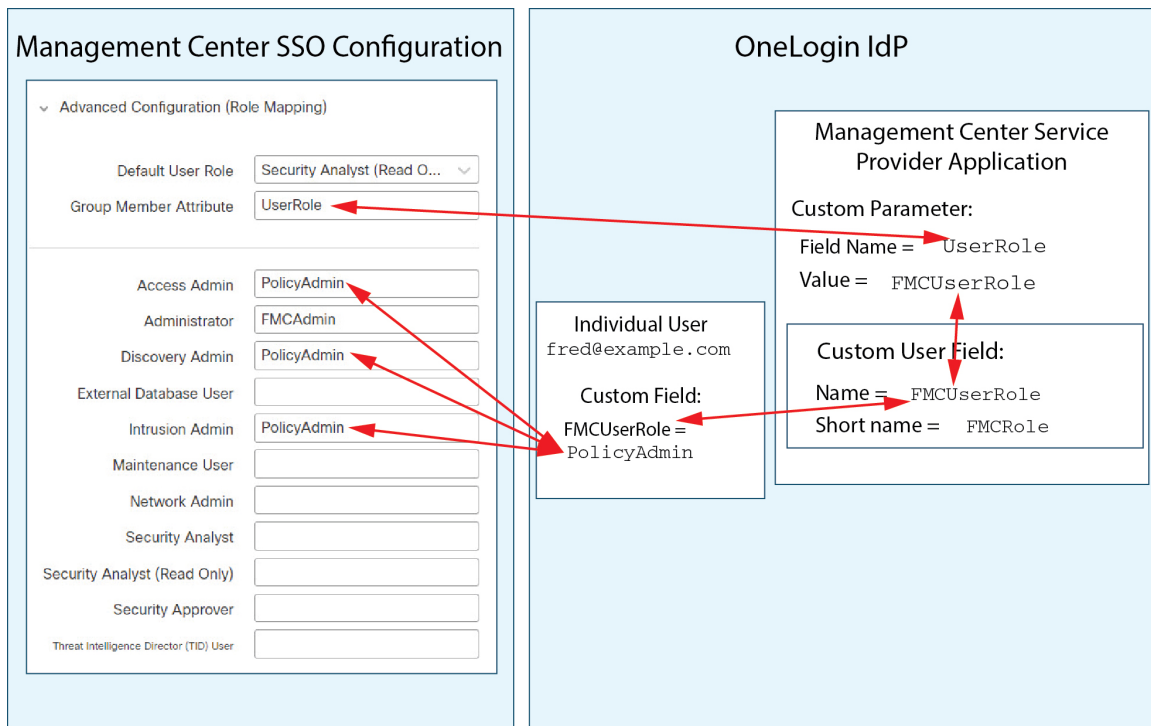 Management Center SSO Configuration
Advanced Configuration (Role Mapping)
Default User Role Security Analyst (Read O...
Group Member Attribute UserRole
Access Admin PolicyAdmin
Administrator FMCAdmin
Discovery Admin PolicyAdmin
External Database User
Intrusion Admin PolicyAdmin
Maintenance User
Network Admin
Security Analyst
Security Analyst (Read Only)
Security Approver
Threat Intelligence Director (TID) User
OneLogin IdP
Individual User
fred@example.com
Custom Field:
FMCUserRole =
PolicyAdmin
Management Center Service
Provider Application
Custom Parameter:
Field Name = UserRole
Value = FMCUserRole
Custom User Field:
Name = FMCUserRole
Short name = FMCRole